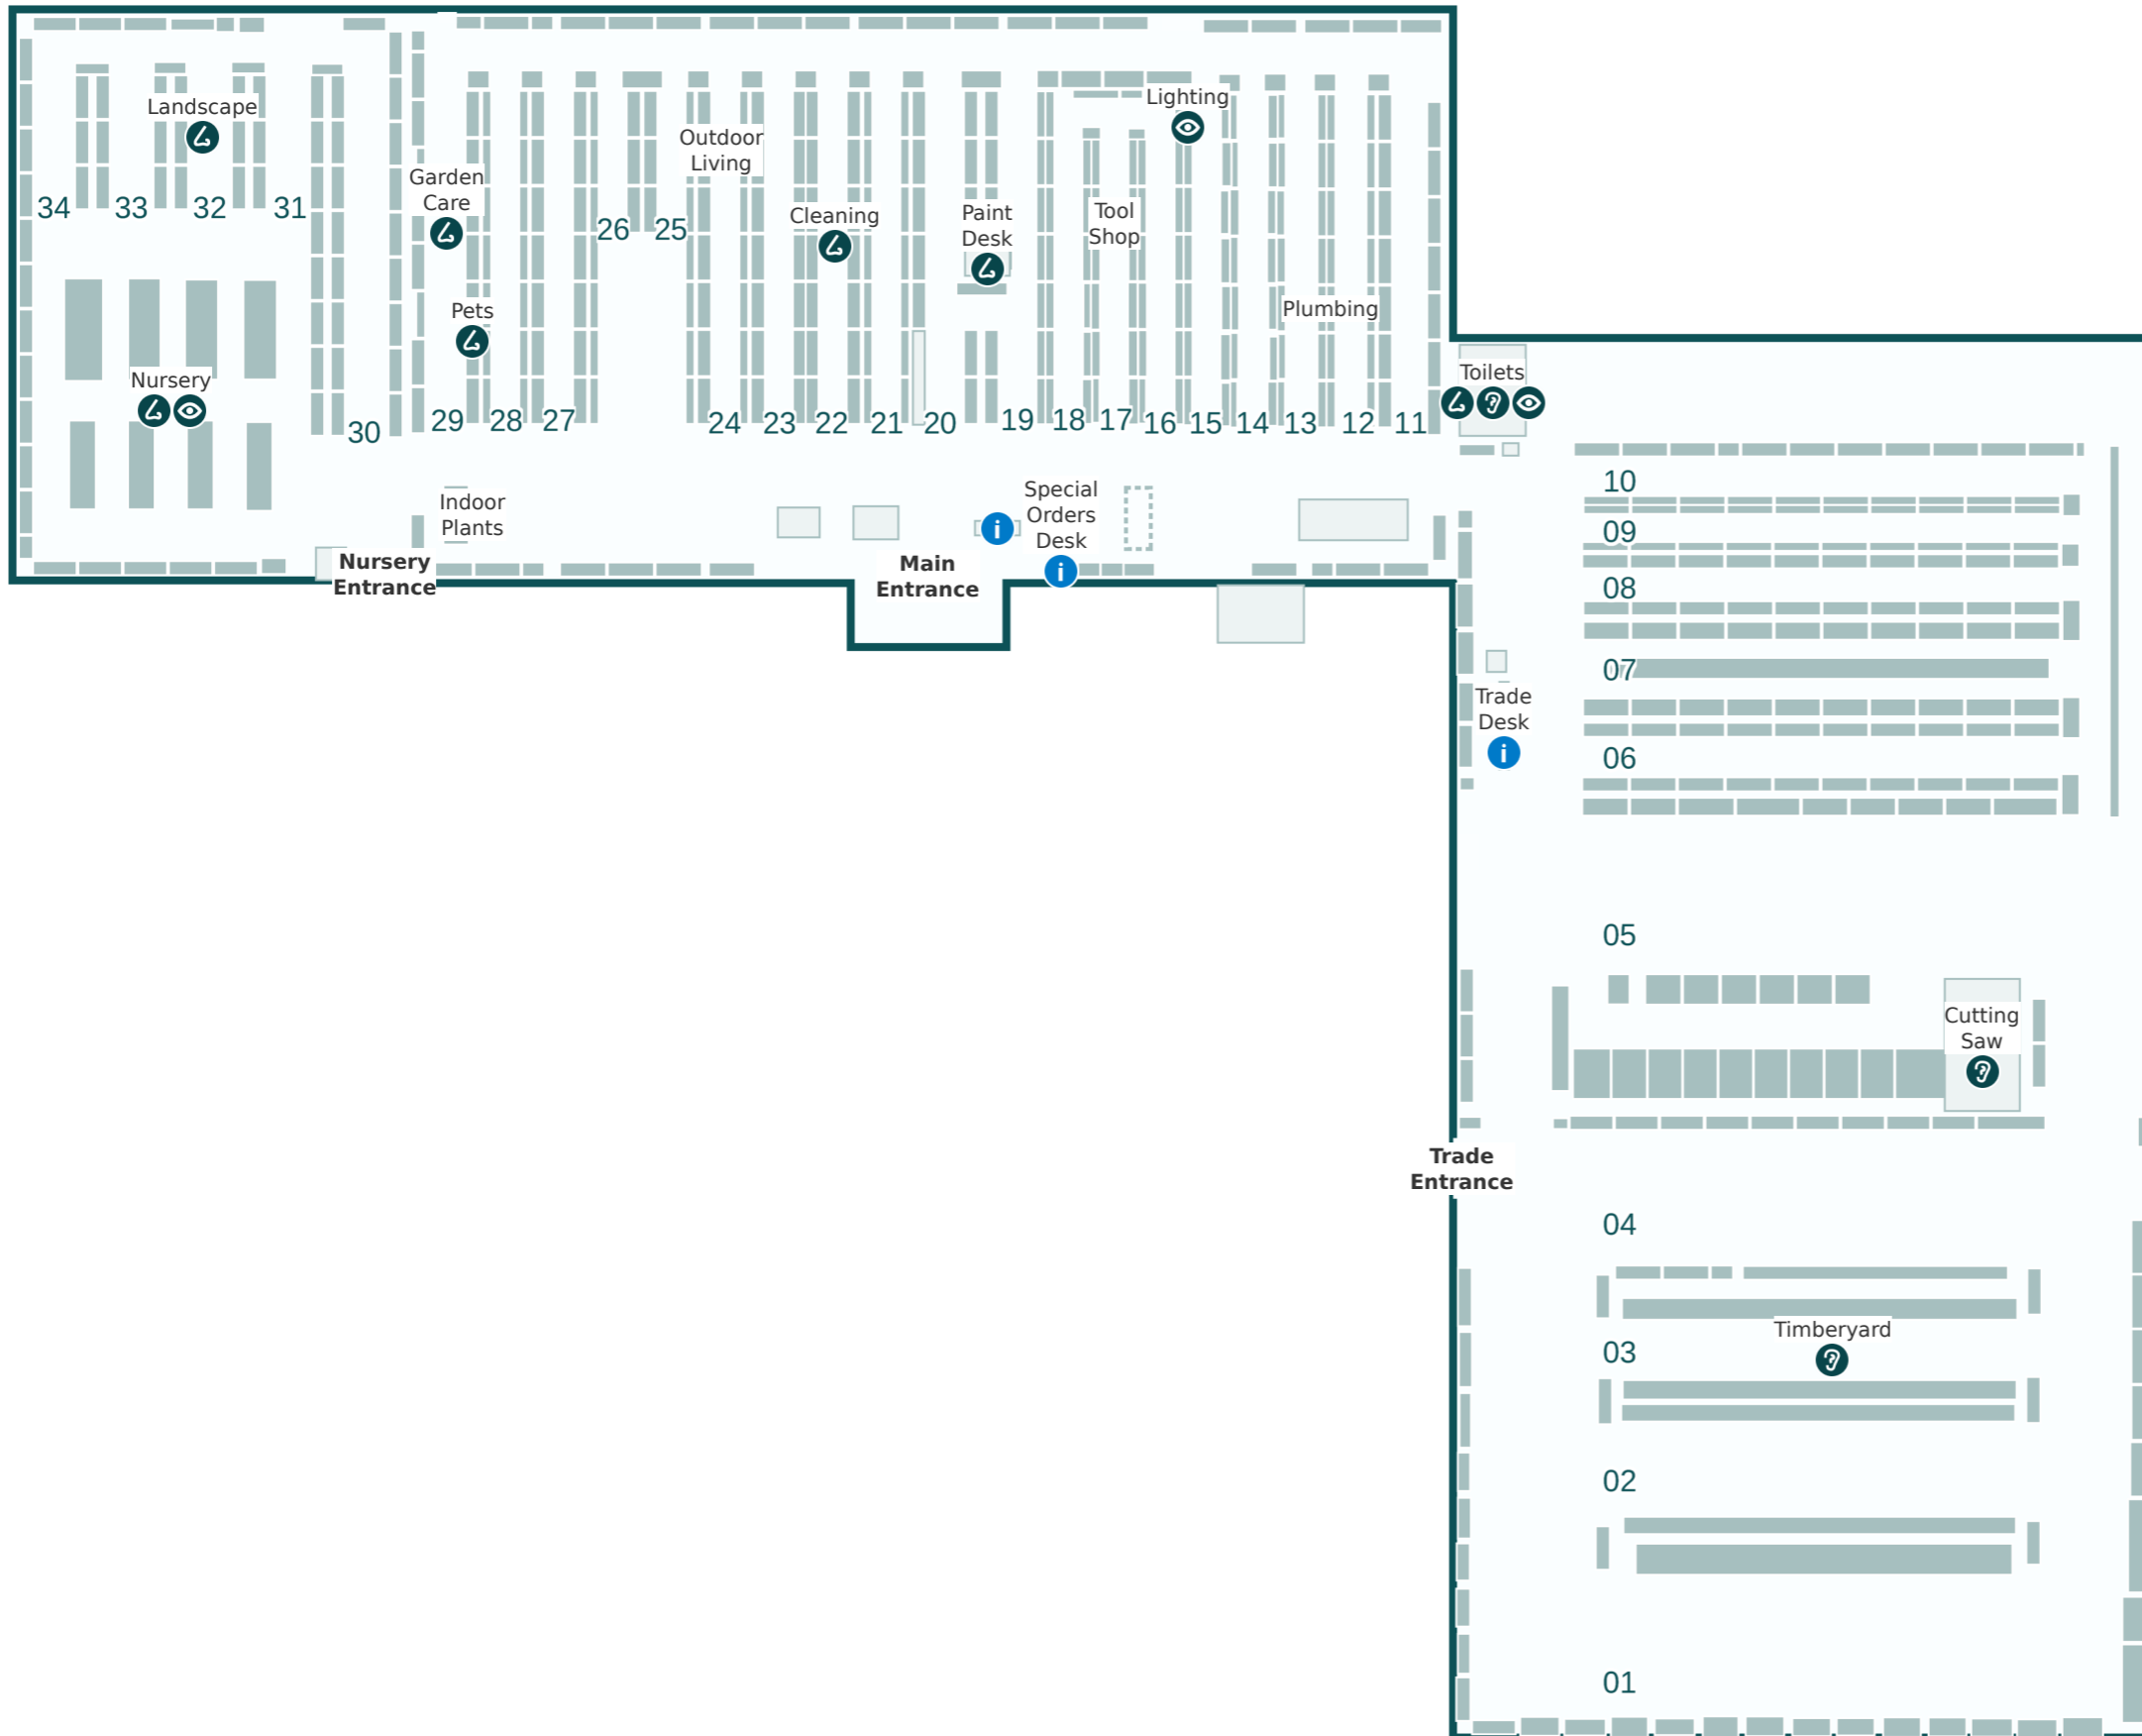 Landscape
34
33
32
31
Garden
Care
Pets
Nursery
30
29
28
27
26
25
Outdoor
Living
Cleaning
24
23
22
21
20
Paint
Desk
Tool
Shop
Lighting
Plumbing
19
18
17
16
15
14
13
12
11
Toilets
Indoor
Plants
Nursery
Entrance
Main
Entrance
i
Special
Orders
Desk
i
10
09
08
07
Trade
Desk
i
06
05
Cutting
Saw
Trade
Entrance
04
Timberyard
03
02
01